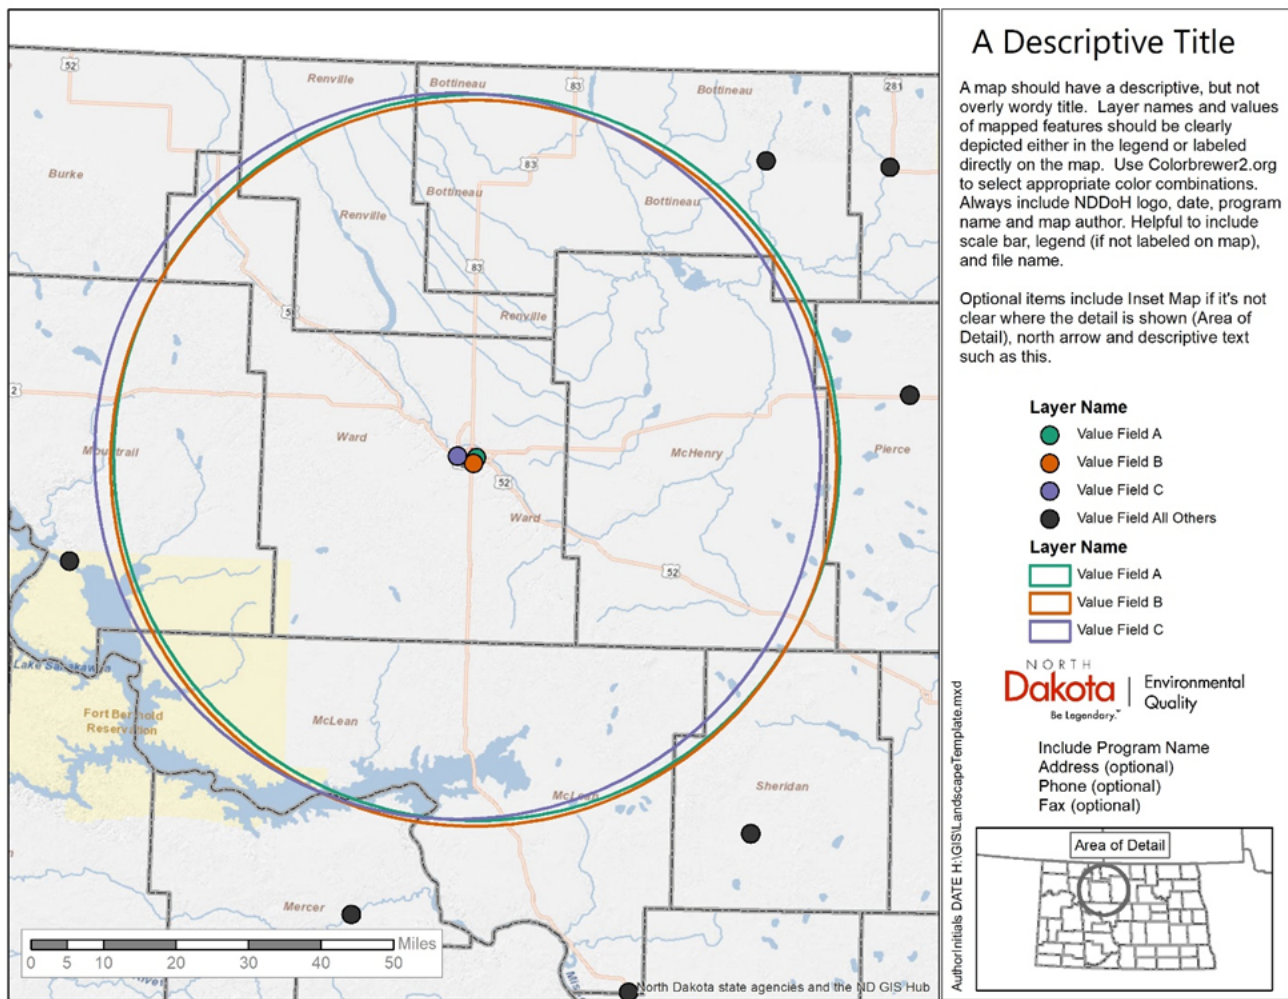 52
Renville
Bottineau
83
Bottineau
281
Burke
83
Bottineau
Renville
Bottineau
83
Renville
2
Ward
Mountrail
McHenry
Pierce
52
Ward
52
Lake Sakakawea
Fort Berthold
Reservation
McLean
McLean
Sheridan
Mercer
Miles
0 5 10 20 30 40 50
North Dakota state agencies and the ND GIS Hub
A Descriptive Title
A map should have a descriptive, but not
overly wordy title. Layer names and values
of mapped features should be clearly
depicted either in the legend or labeled
directly on the map. Use Colorbrewer2.org
to select appropriate color combinations.
Always include NDDoH logo, date, program
name and map author. Helpful to include
scale bar, legend (if not labeled on map),
and file name.
Optional items include Inset Map if it's not
clear where the detail is shown (Area of
Detail), north arrow and descriptive text
such as this.
Layer Name
Value Field A
Value Field B
Value Field C
Value Field All Others
Layer Name
Value Field A
Value Field B
Value Field C
NORTH
Dakota
Be Legendary.™
Environmental
Quality
Include Program Name
Address (optional)
Phone (optional)
Fax (optional)
Area of Detail
AuthorInitials DATE H:\GIS\LandscapeTemplate.mxd